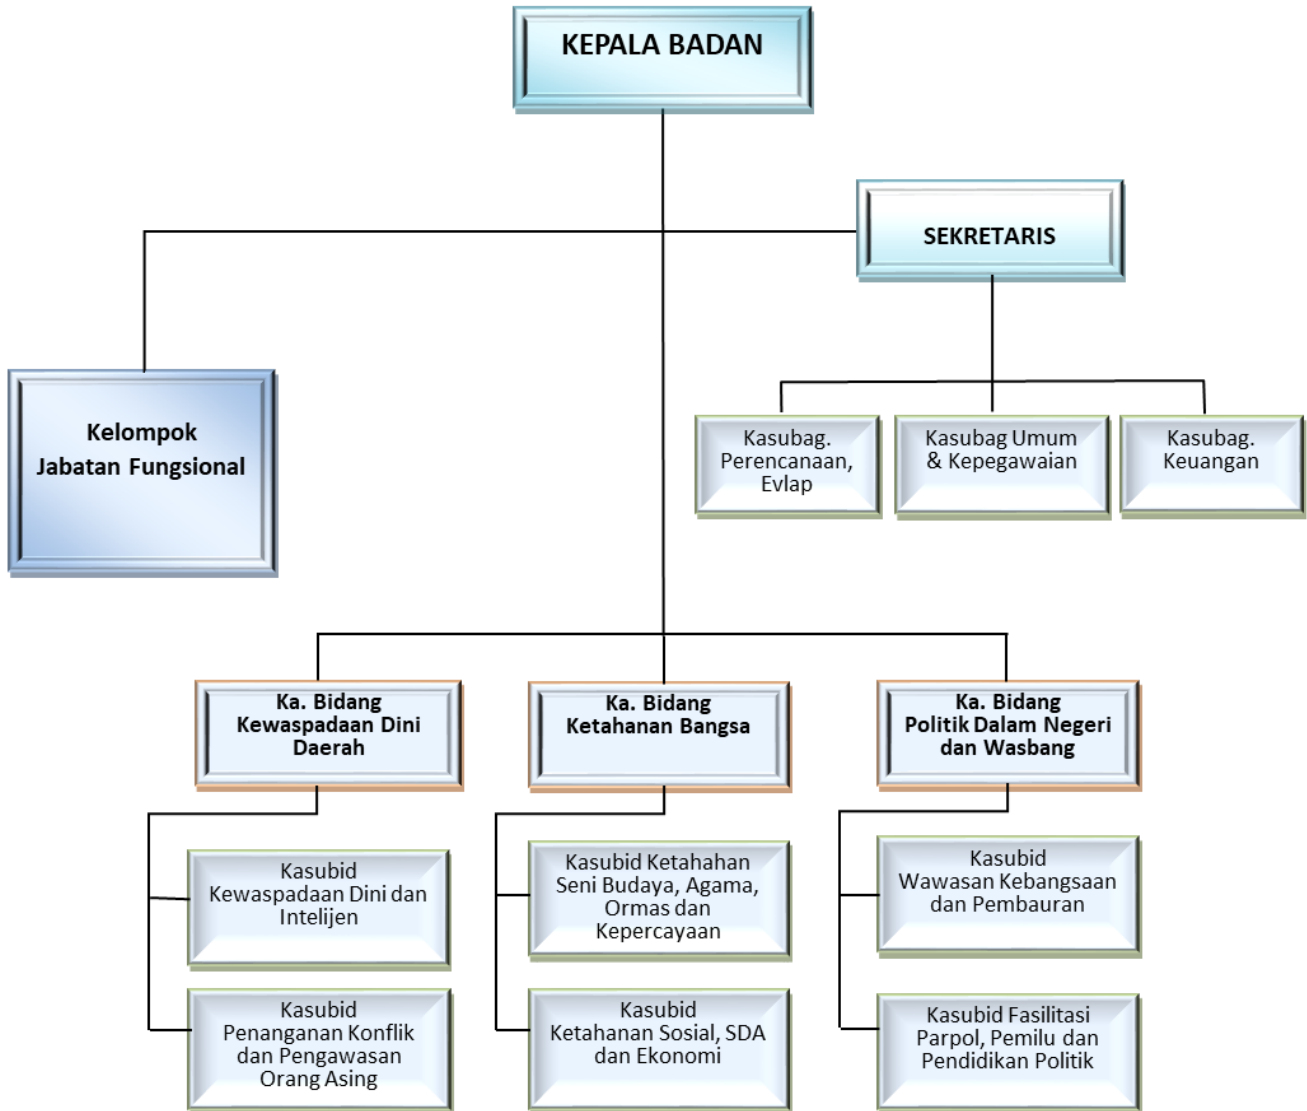 KEPALA BADAN
SEKRETARIS
Kelompok
Jabatan Fungsional
Kasubag.
Perencanaan,
Evlap
Kasubag Umum
& Kepegawaian
Kasubag.
Keuangan
Ka. Bidang
Kewaspadaan Dini
Daerah
Ka. Bidang
Ketahanan Bangsa
Ka. Bidang
Politik Dalam Negeri
dan Wasbang
Kasubid
Kewaspadaan Dini dan
Intelijen
Kasubid Ketahahan
Seni Budaya, Agama,
Ormas dan
Kepercayaan
Kasubid
Wawasan Kebangsaan
dan Pembauran
Kasubid
Penanganan Konflik
dan Pengawasan
Orang Asing
Kasubid
Ketahanan Sosial, SDA
dan Ekonomi
Kasubid Fasilitasi
Parpol, Pemilu dan
Pendidikan Politik